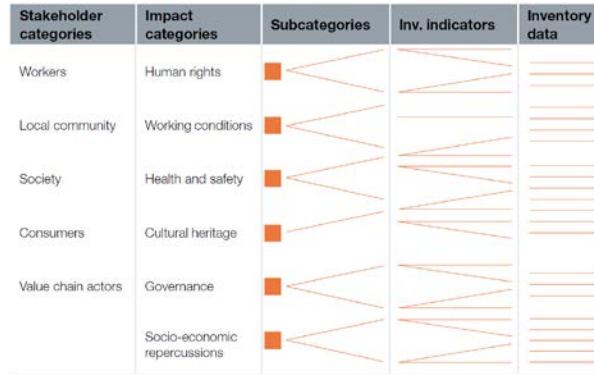 Stakeholder categories
Impact categories
Subcategories
Inv. indicators
Inventory data
Workers
Human rights
Local community
Working conditions
Society
Health and safety
Consumers
Cultural heritage
Value chain actors
Governance
Socio-economic
repercussions